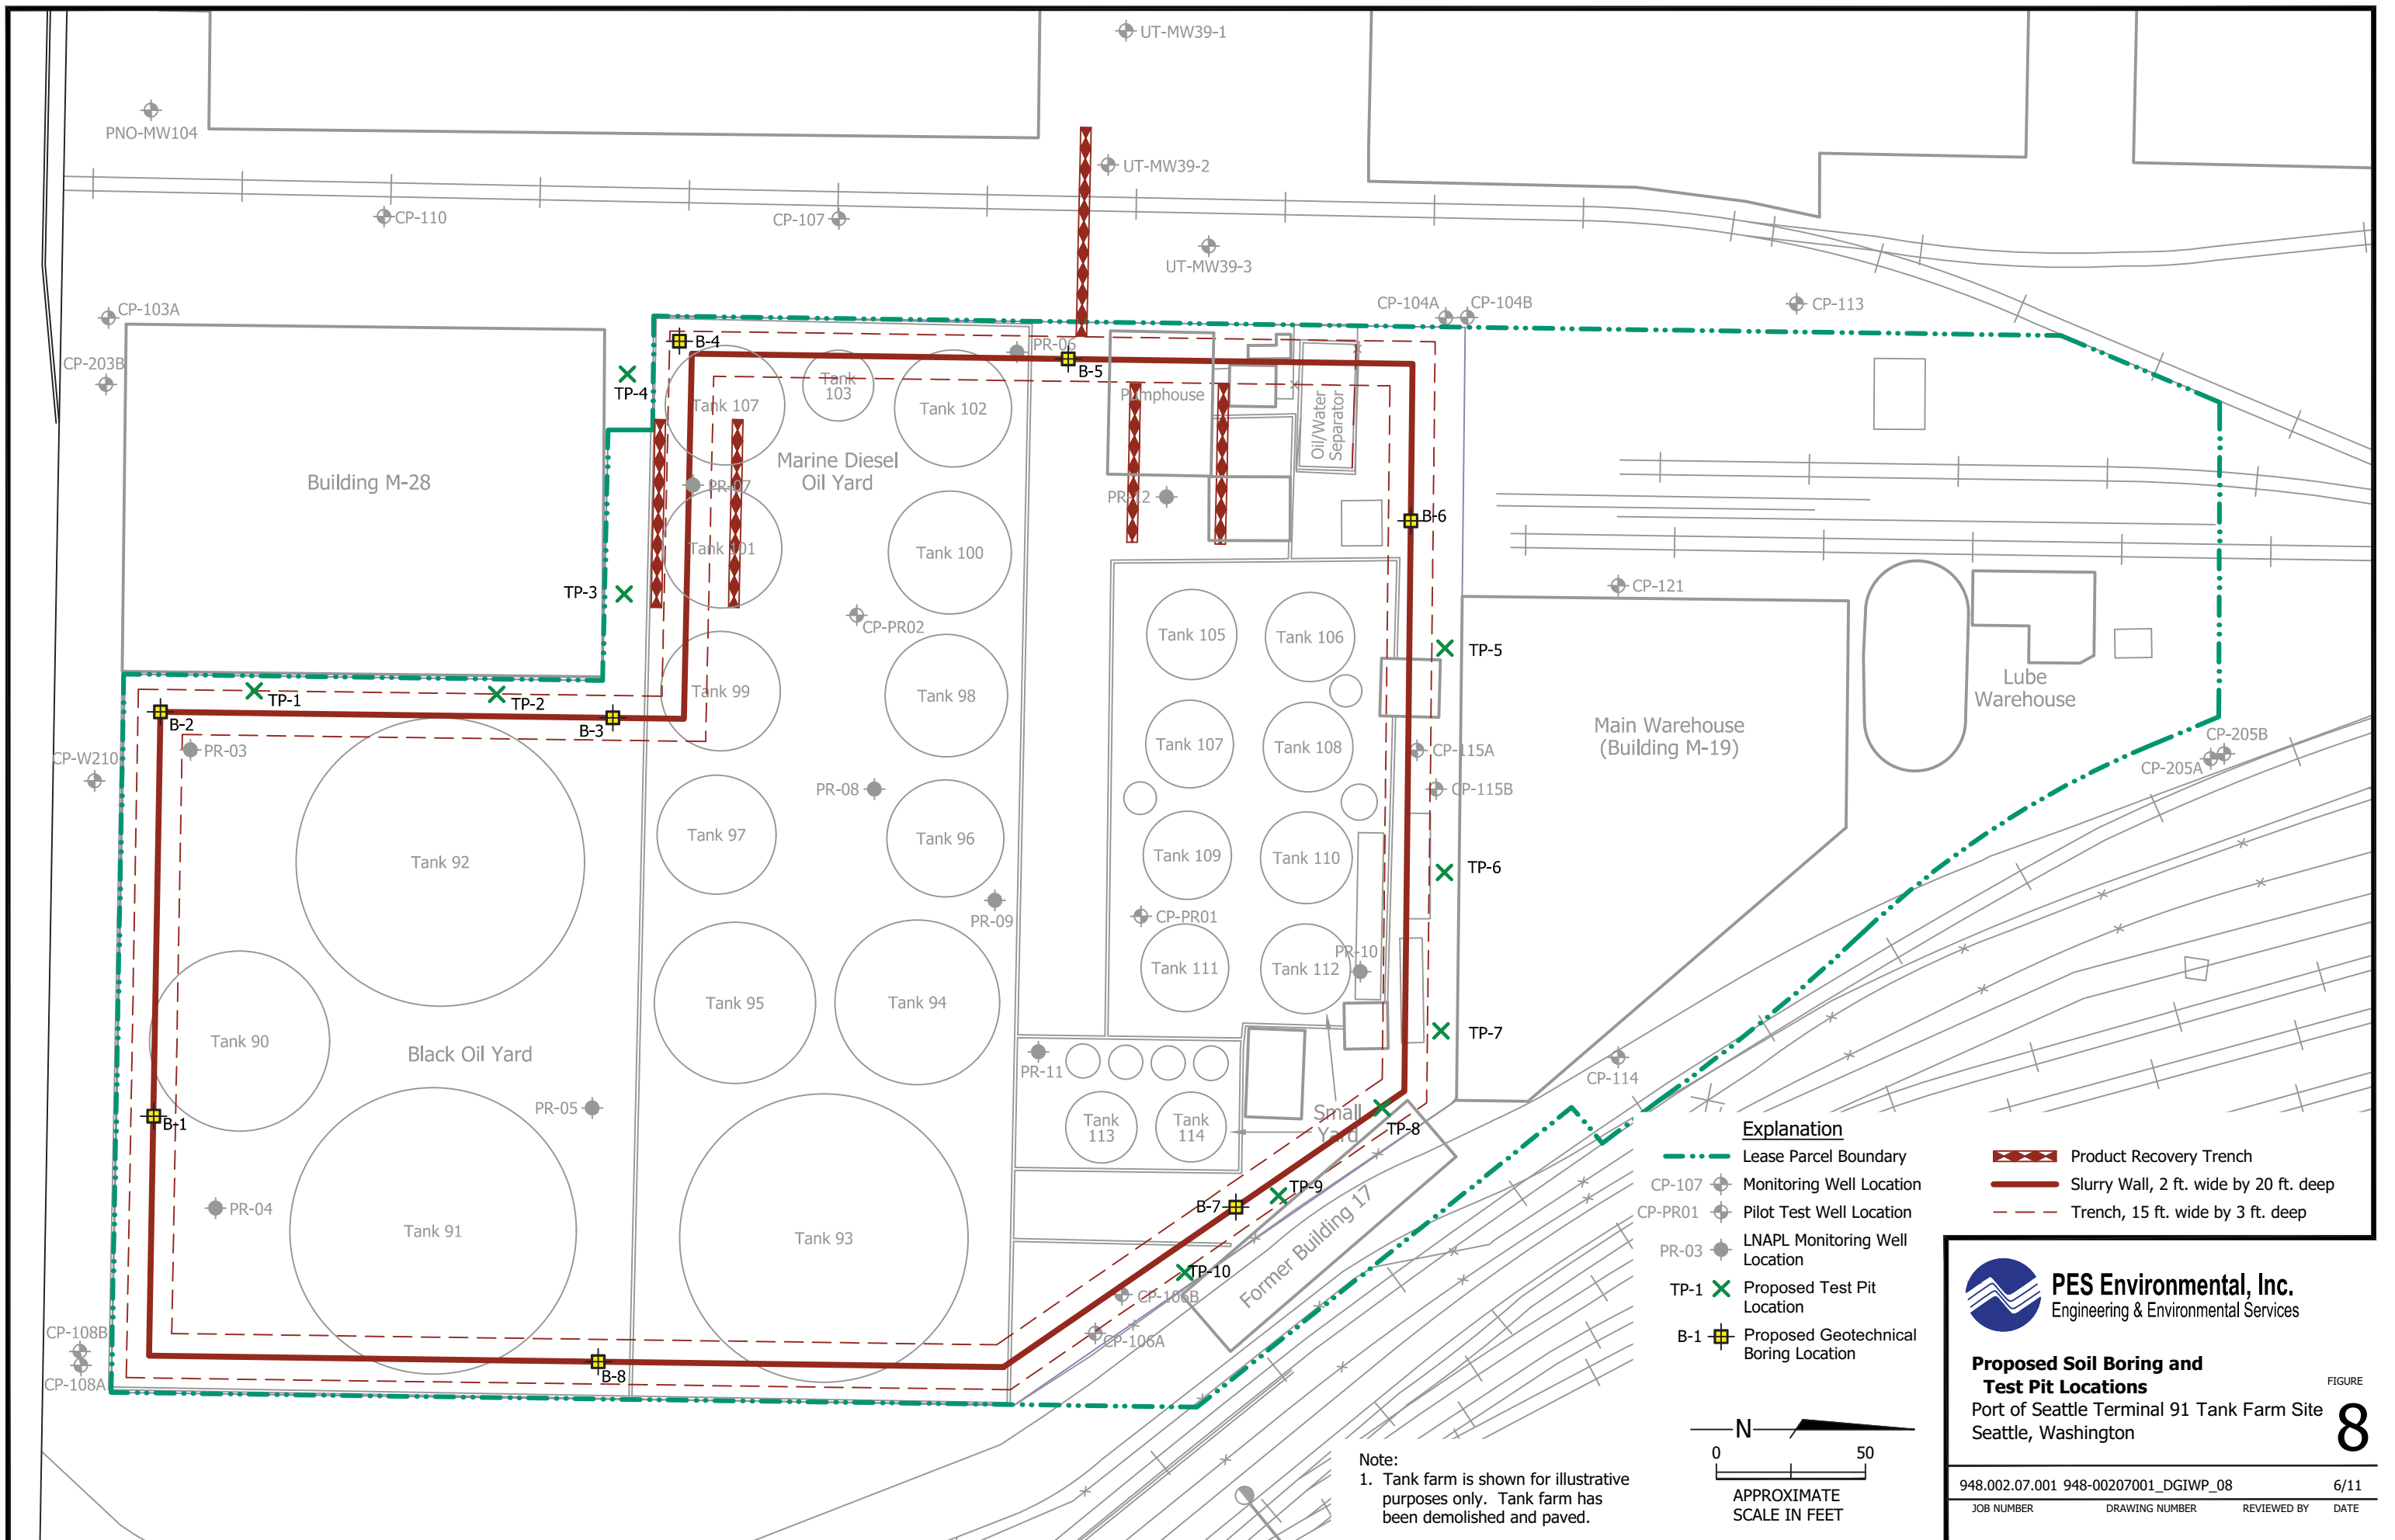 UT-MW39-1
PNO-MW104
UT-MW39-2
CP-110
CP-107
UT-MW39-3
CP-103A
CP-104A
CP-104B
CP-113
CP-203B
B-4
PR-06
B-5
TP-4
Tank 107
Tank
103
Tank 102
Pumphouse
Oil/Water
Separator
Building M-28
Marine Diesel
Oil Yard
PR-07
PR-12
B-6
Tank 101
Tank 100
TP-3
CP-PR02
CP-121
Tank 105
Tank 106
TP-5
TP-1
TP-2
Tank 99
Tank 98
Lube
Warehouse
B-2
B-3
PR-03
Tank 107
Tank 108
Main Warehouse
(Building M-19)
CP-W210
CP-115A
CP-205B
CP-205A
PR-08
CP-115B
Tank 92
Tank 97
Tank 96
Tank 109
Tank 110
TP-6
PR-09
CP-PR01
PR-10
Tank 111
Tank 112
Tank 95
Tank 94
Tank 90
Black Oil Yard
TP-7
PR-11
CP-114
PR-05
B-1
Tank
113
Tank
114
Small
Yard
TP-8
PR-04
Tank 91
Tank 93
B-7
TP-9
TP-10
Former Building 17
CP-106B
CP-106A
CP-108B
CP-108A
B-8
Explanation
Lease Parcel Boundary
CP-107 Monitoring Well Location
CP-PR01 Pilot Test Well Location
PR-03 LNAPL Monitoring Well
Location
TP-1 Proposed Test Pit
Location
B-1 Proposed Geotechnical
Boring Location
Product Recovery Trench
Slurry Wall, 2 ft. wide by 20 ft. deep
Trench, 15 ft. wide by 3 ft. deep
N
0 50
APPROXIMATE
SCALE IN FEET
Note:
1. Tank farm is shown for illustrative
purposes only. Tank farm has
been demolished and paved.
PES Environmental, Inc.
Engineering & Environmental Services
Proposed Soil Boring and
Test Pit Locations
Port of Seattle Terminal 91 Tank Farm Site
Seattle, Washington
FIGURE
8
948.002.07.001 948-00207001_DGIWP_08 6/11
JOB NUMBER DRAWING NUMBER REVIEWED BY DATE